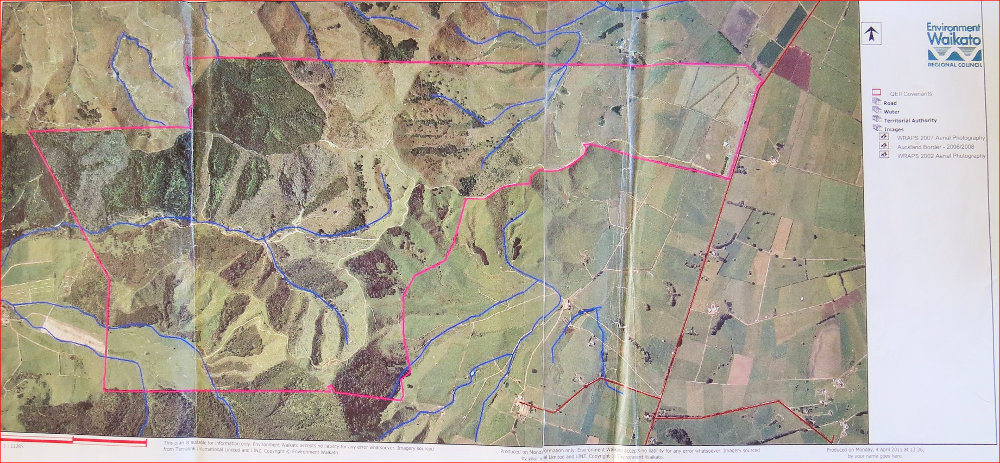 Environment
Waikato
REGIONAL COUNCIL
QEII Covenants
Road
Water
Territorial Authority
Images
WRAPS 2007 Aerial Photography
Auckland Border - 2006/2008
WRAPS 2002 Aerial Photography
1 : 11285
This plan is suitable for information only. Environment Waikato accepts no liability for any error whatsoever. Imagery sourced
from Terralink International Limited and LINZ. Copyright © Environment Waikato.
Produced on Monda
by your n
ormation only. Environment Waikato accepts no liability for any error whatsoever. Imagery sourced
al Limited and LINZ. Copyright © Environment Waikato.
Produced on Monday, 4 April 2011 at 13:36,
by your name goes here.